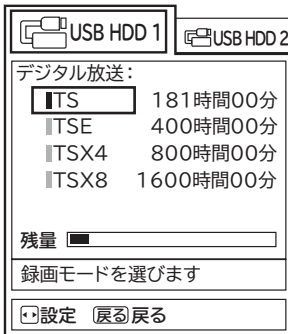 USB HDD 1 USB HDD 2
デジタル放送：
TS 181時間00分
TSE 400時間00分
TSX4 800時間00分
TSX8 1600時間00分
残量
録画モードを選びます
設定 戻る戻る